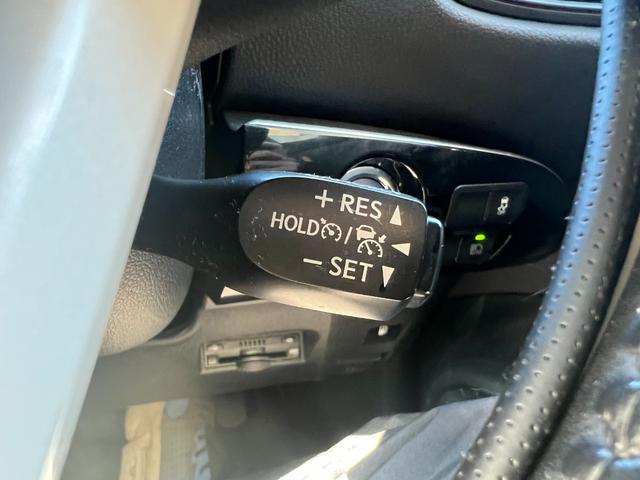 + RES
HOLD /
− SET